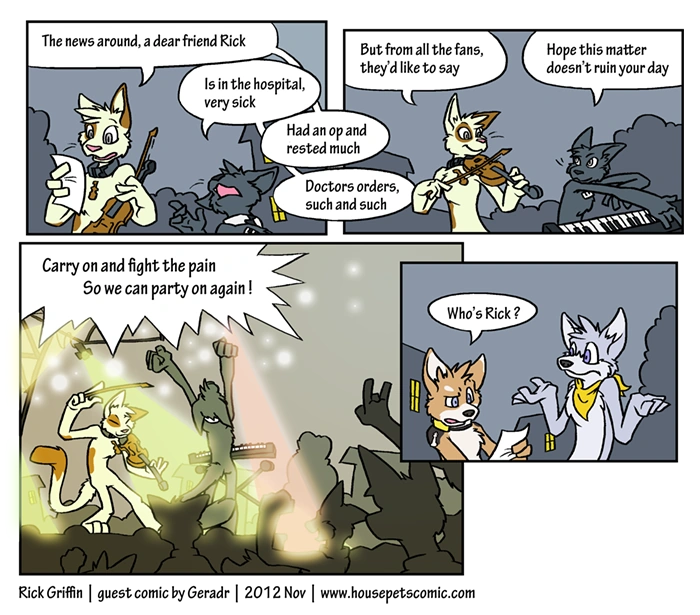 The news around, a dear friend Rick
Is in the hospital,
very sick
Had an op and
rested much
Doctors orders,
such and such
But from all the fans,
they'd like to say
Hope this matter
doesn't ruin your day
Carry on and fight the pain
So we can party on again !
Who's Rick ?
Rick Griffin | guest comic by Geradr | 2012 Nov | www.housepetscomic.com